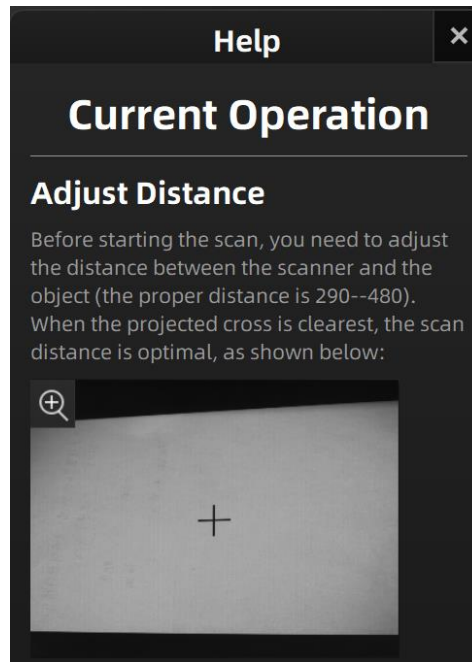 Help
Current Operation
Adjust Distance
Before starting the scan, you need to adjust
the distance between the scanner and the
object (the proper distance is 290--480).
When the projected cross is clearest, the scan
distance is optimal, as shown below: